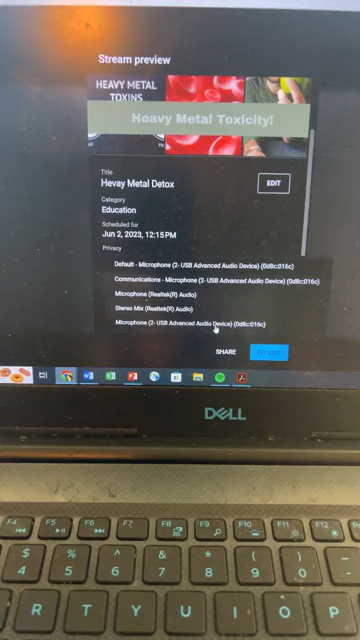 Stream preview
HEAVY METAL
TOXINS
Heavy Metal Toxicity!
Title
Hevay Metal Detox
EDIT
Category
Education
Scheduled for
Jun 2, 2023, 12:15 PM
Privacy
Default - Microphone (2- USB Advanced Audio Device) (0d8c:016c)
Communications - Microphone (2- USB Advanced Audio Device) (0d8c:016c)
Microphone (Realtek(R) Audio)
Stereo Mix (Realtek(R) Audio)
Microphone (2- USB Advanced Audio Device) (0d8c:016c)
SHARE
GO LIVE
DELL
F4 F5 F6 F7 F8 F9 F10 F11 F12
$ % ^ & * ( )
4 5 6 7 8 9 0
R T Y U I O P